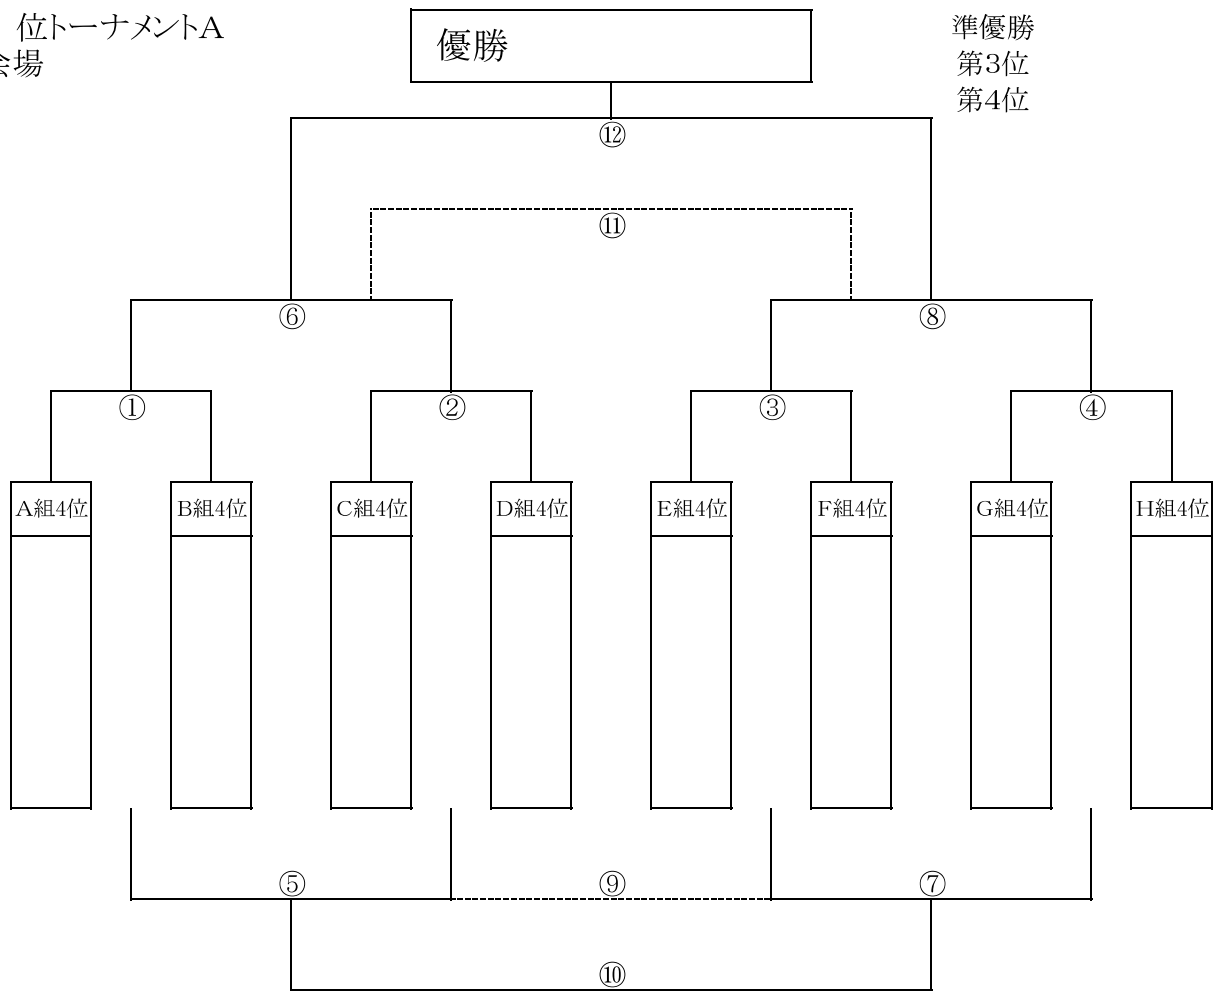 位トーナメントA
会場
優勝
準優勝
第3位
第4位
⑫
⑪
⑥ ⑧
① ② ③ ④
A組4位 B組4位 C組4位 D組4位 E組4位 F組4位 G組4位 H組4位
⑤ ⑨ ⑦
⑩